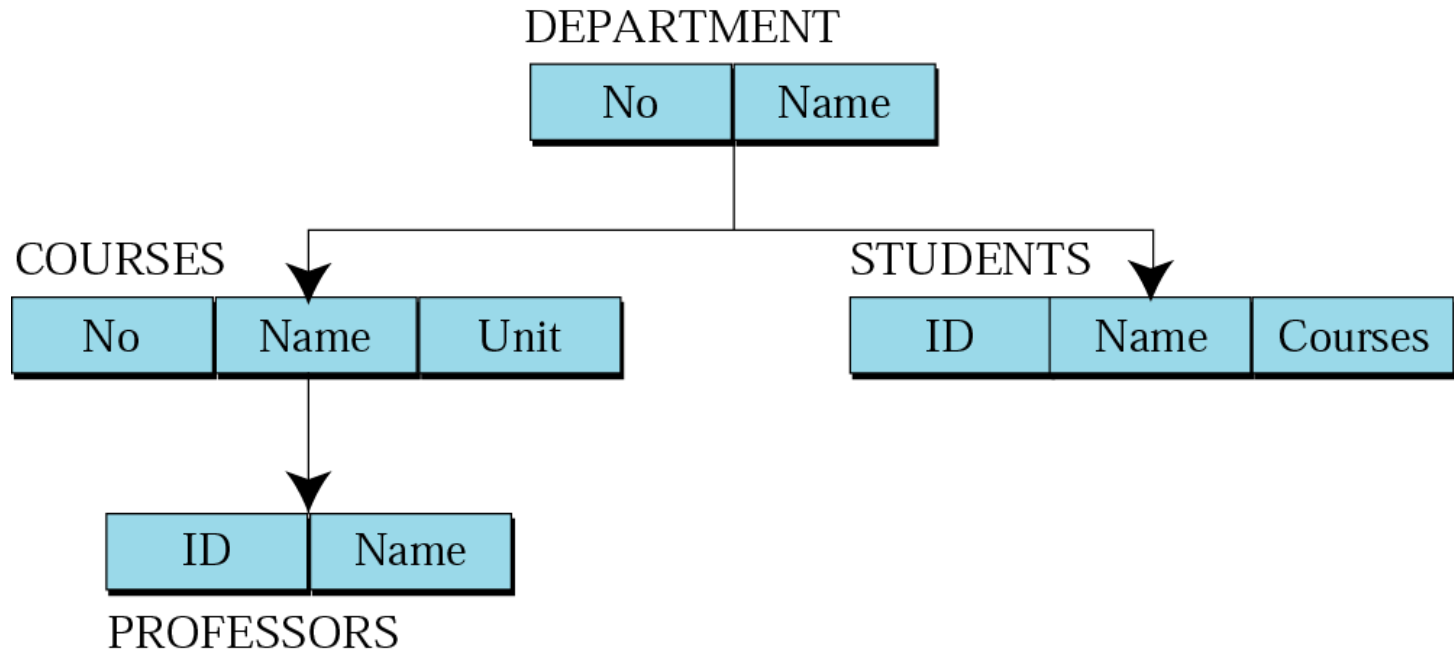 DEPARTMENT
No Name
COURSES
No Name Unit
STUDENTS
ID Name Courses
ID Name
PROFESSORS